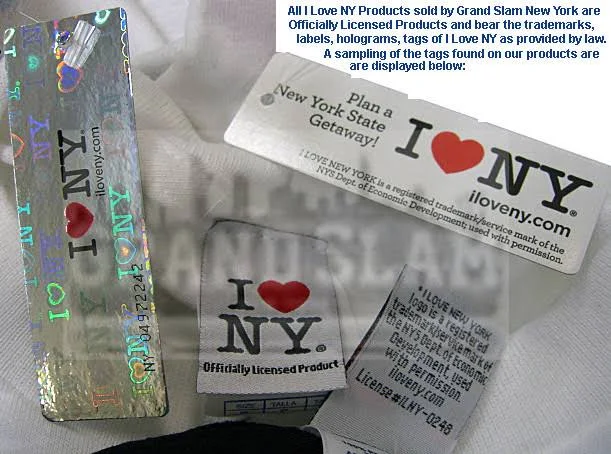 All I Love NY Products sold by Grand Slam New York are
Officially Licensed Products and bear the trademarks,
labels, holograms, tags of I Love NY as provided by law.
A sampling of the tags found on our products are
are displayed below:
I ♥ NY®
iloveny.com
NY 04972242
Plan a
New York State
Getaway!
I ♥ NY®
iloveny.com
I LOVE NEW YORK is a registered trademark/service mark of the
NYS Dept. of Economic Development; used with permission.
GRAND SLAM
I ♥
NY®
Officially Licensed Product
SIZE TALLA
*I LOVE NEW YORK
logo is a registered
trademark/servicemark of
the NYS Dept. of Economic
Development, used
with permission.
iloveny.com
License#ILNY-0248